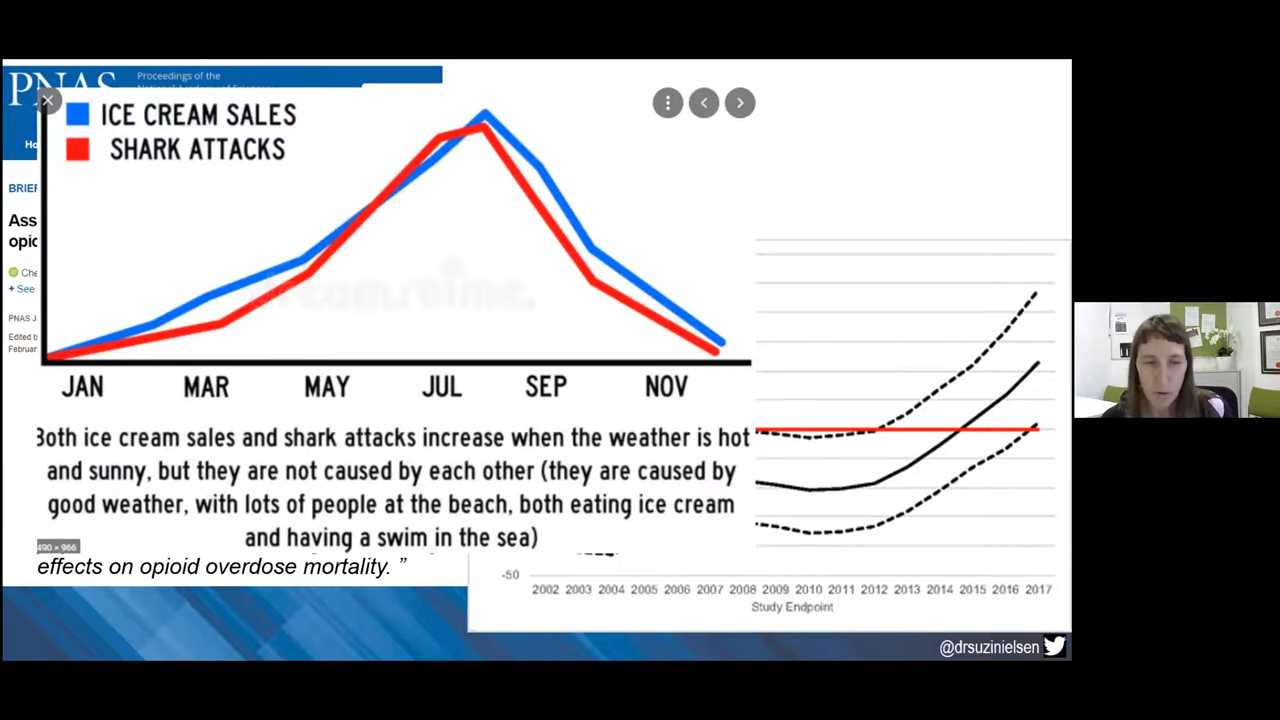 PNAS
Proceedings of the
ICE CREAM SALES
SHARK ATTACKS
Ho
BRIEF
Ass
opic
Che
+ See
PNAS J
Edited b
Februar
JAN MAR MAY JUL SEP NOV
Both ice cream sales and shark attacks increase when the weather is hot
and sunny, but they are not caused by each other (they are caused by
good weather, with lots of people at the beach, both eating ice cream
and having a swim in the sea)
490 × 966
effects on opioid overdose mortality. ”
-50
2002 2003 2004 2005 2006 2007 2008 2009 2010 2011 2012 2013 2014 2015 2016 2017
Study Endpoint
@drsuzinielsen